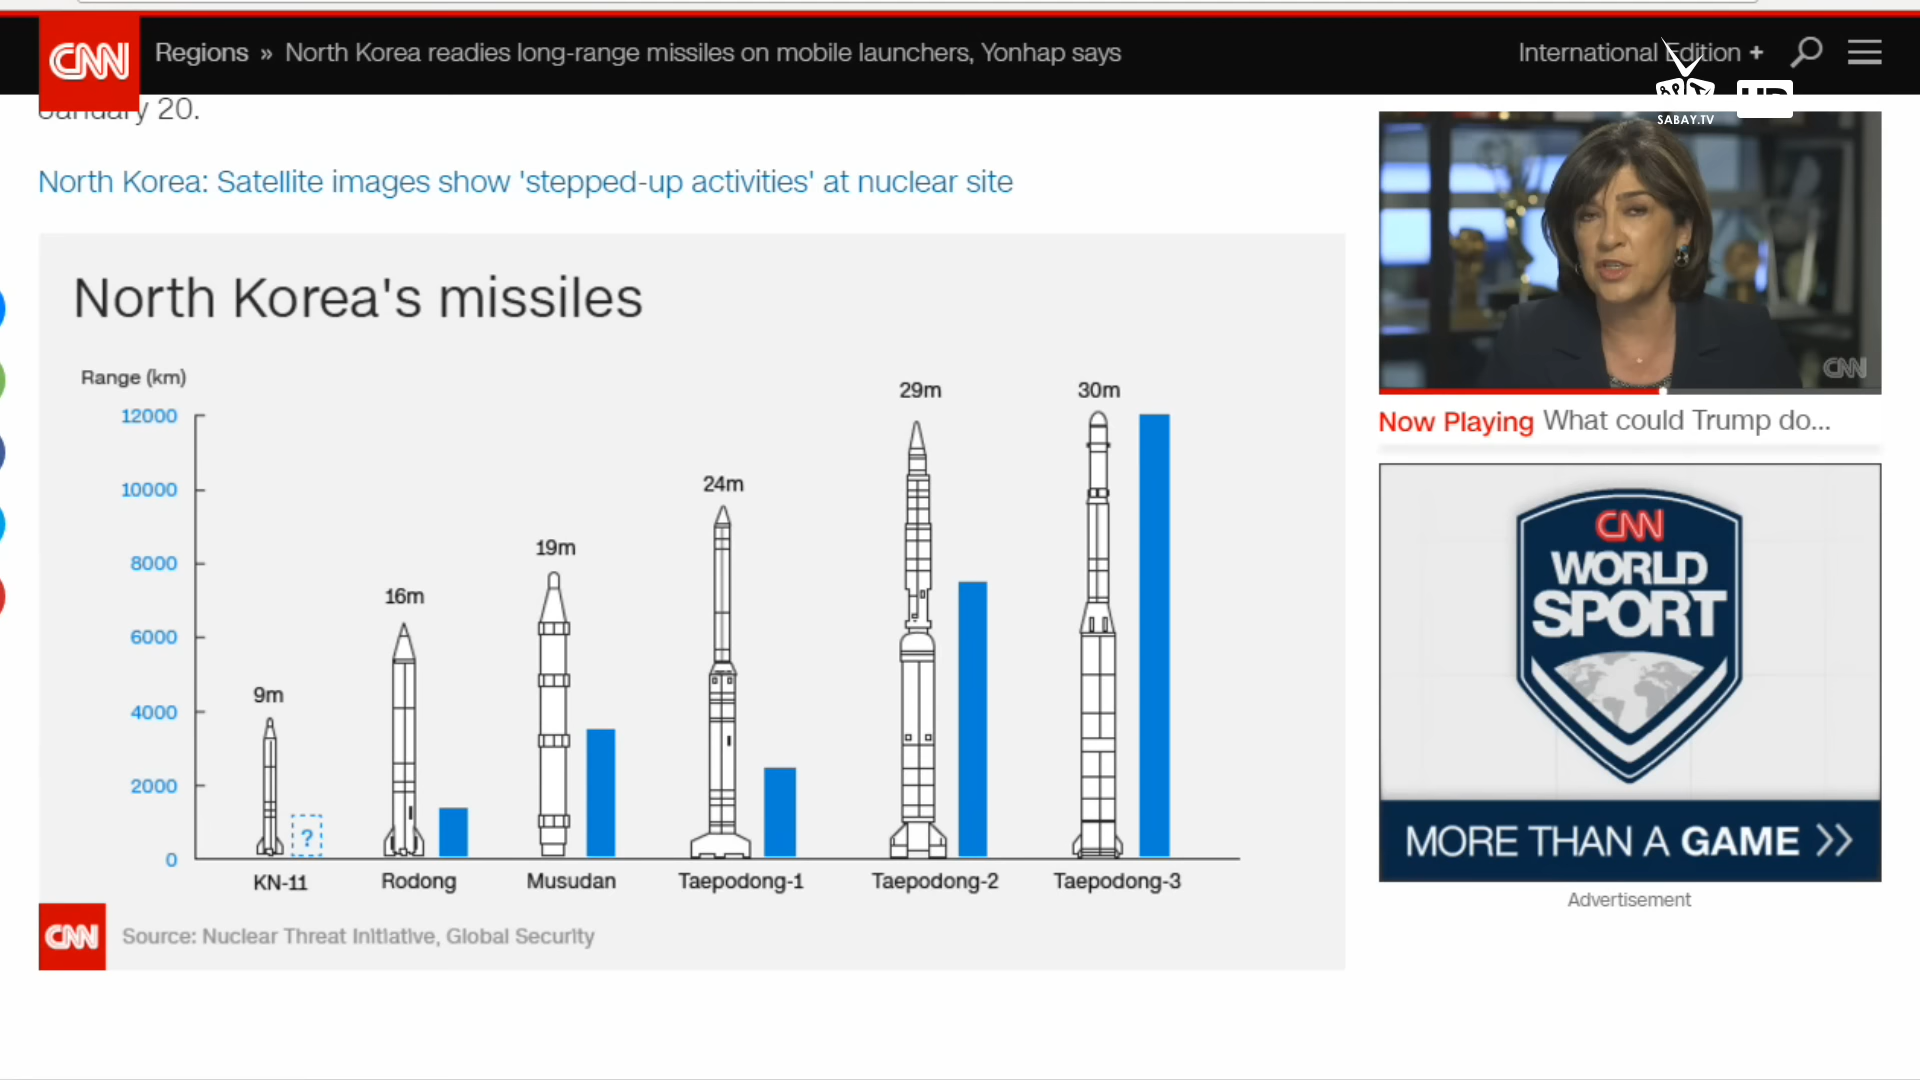 CNN
Regions » North Korea readies long-range missiles on mobile launchers, Yonhap says
International Edition +
SABAY.TV
January 20.
North Korea: Satellite images show 'stepped-up activities' at nuclear site
North Korea's missiles
Range (km)
12000
10000
8000
6000
4000
2000
0
9m
16m
19m
24m
29m
30m
?
KN-11
Rodong
Musudan
Taepodong-1
Taepodong-2
Taepodong-3
CNN
Source: Nuclear Threat Initiative, Global Security
CNN
Now Playing What could Trump do...
CNN
WORLD
SPORT
MORE THAN A GAME >>
Advertisement